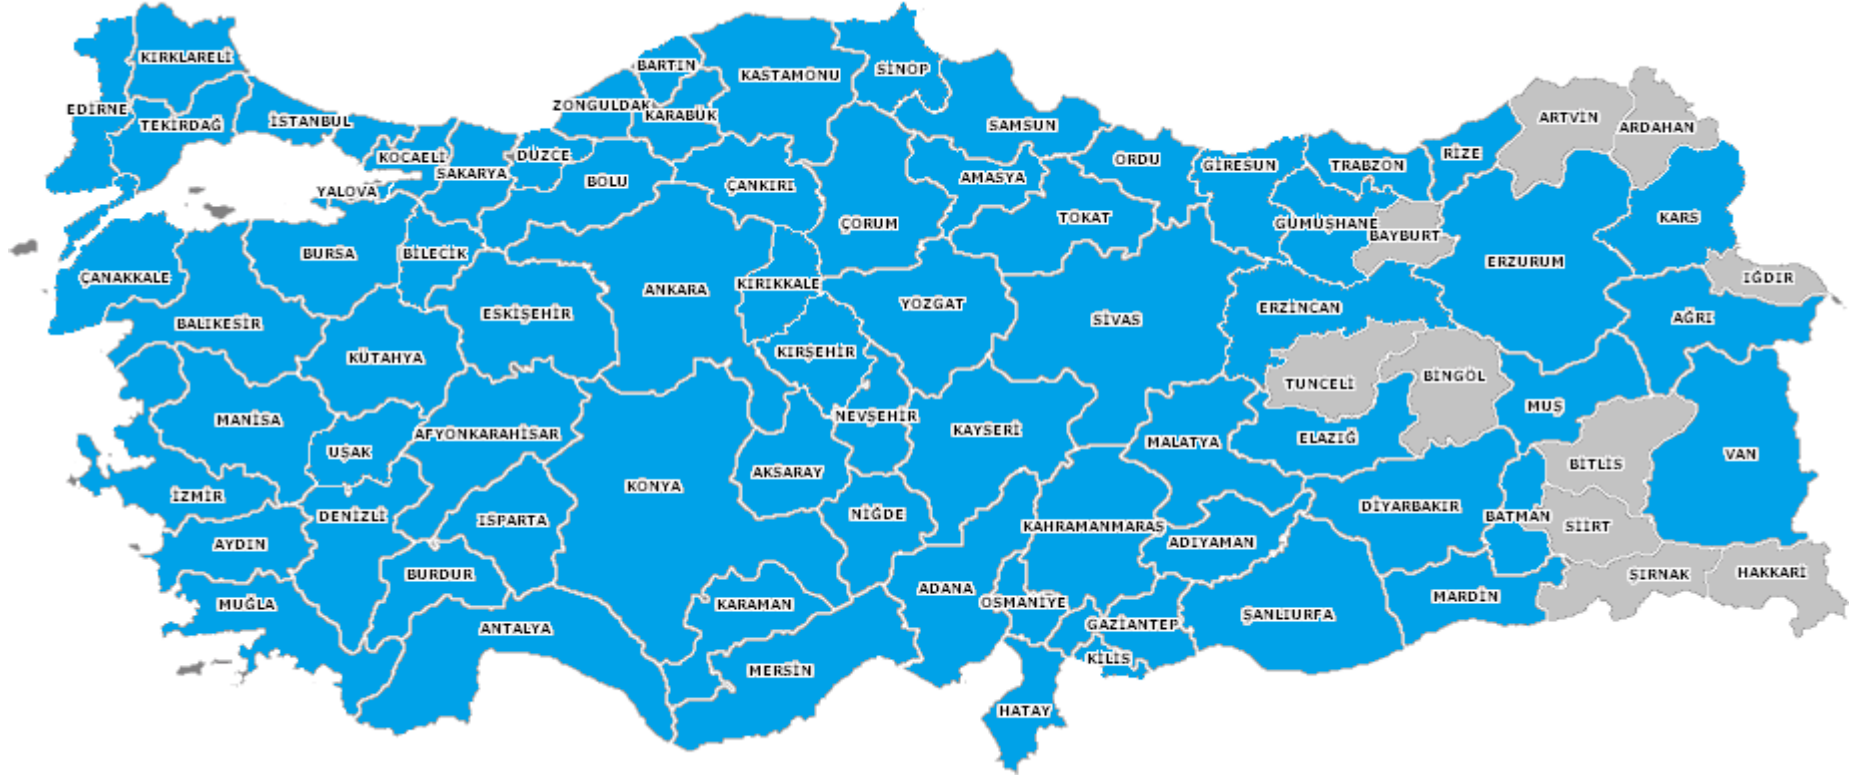 KIRKLARELİ
EDİRNE
TEKİRDAĞ
İSTANBUL
KOCAELİ
YALOVA
SAKARYA
DÜZCE
BOLU
ZONGULDAK
BARTIN
KARABÜK
KASTAMONU
SİNOP
SAMSUN
ÇANKIRI
AMASYA
ORDU
GİRESUN
TRABZON
RİZE
ARTVİN
ARDAHAN
ÇORUM
TOKAT
GÜMÜŞHANE
BAYBURT
ERZURUM
KARS
IĞDIR
ÇANAKKALE
BURSA
BİLECİK
ESKİŞEHİR
ANKARA
KIRIKKALE
YOZGAT
SİVAS
ERZİNCAN
AĞRI
BALIKESİR
KÜTAHYA
KIRŞEHİR
TUNCELİ
BİNGÖL
MUŞ
MANİSA
UŞAK
AFYONKARAHİSAR
NEVŞEHİR
KAYSERİ
MALATYA
ELAZIĞ
BİTLİS
VAN
İZMİR
DENİZLİ
ISPARTA
KONYA
AKSARAY
NİĞDE
KAHRAMANMARAŞ
ADIYAMAN
DİYARBAKIR
BATMAN
SİİRT
AYDIN
BURDUR
MUĞLA
ANTALYA
KARAMAN
MERSİN
ADANA
OSMANİYE
GAZİANTEP
KİLİS
ŞANLIURFA
MARDİN
ŞIRNAK
HAKKARİ
HATAY